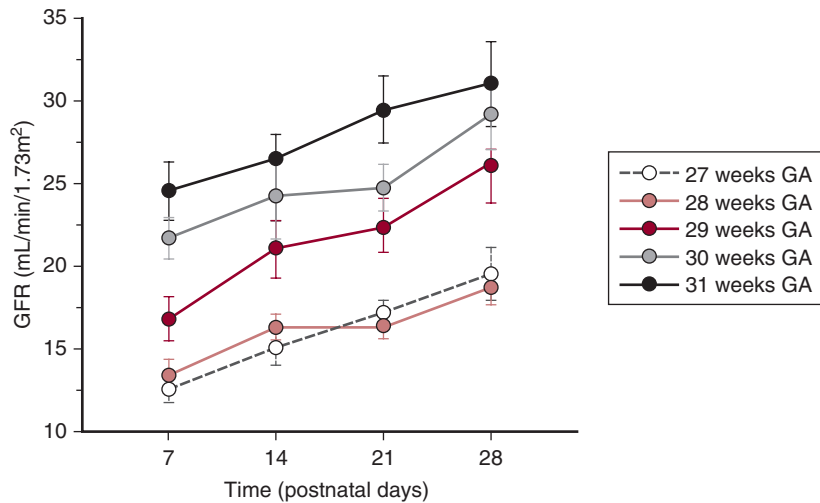 35
30
25
20
15
10
GFR (mL/min/1.73m²)
7
14
21
28
Time (postnatal days)
27 weeks GA
28 weeks GA
29 weeks GA
30 weeks GA
31 weeks GA